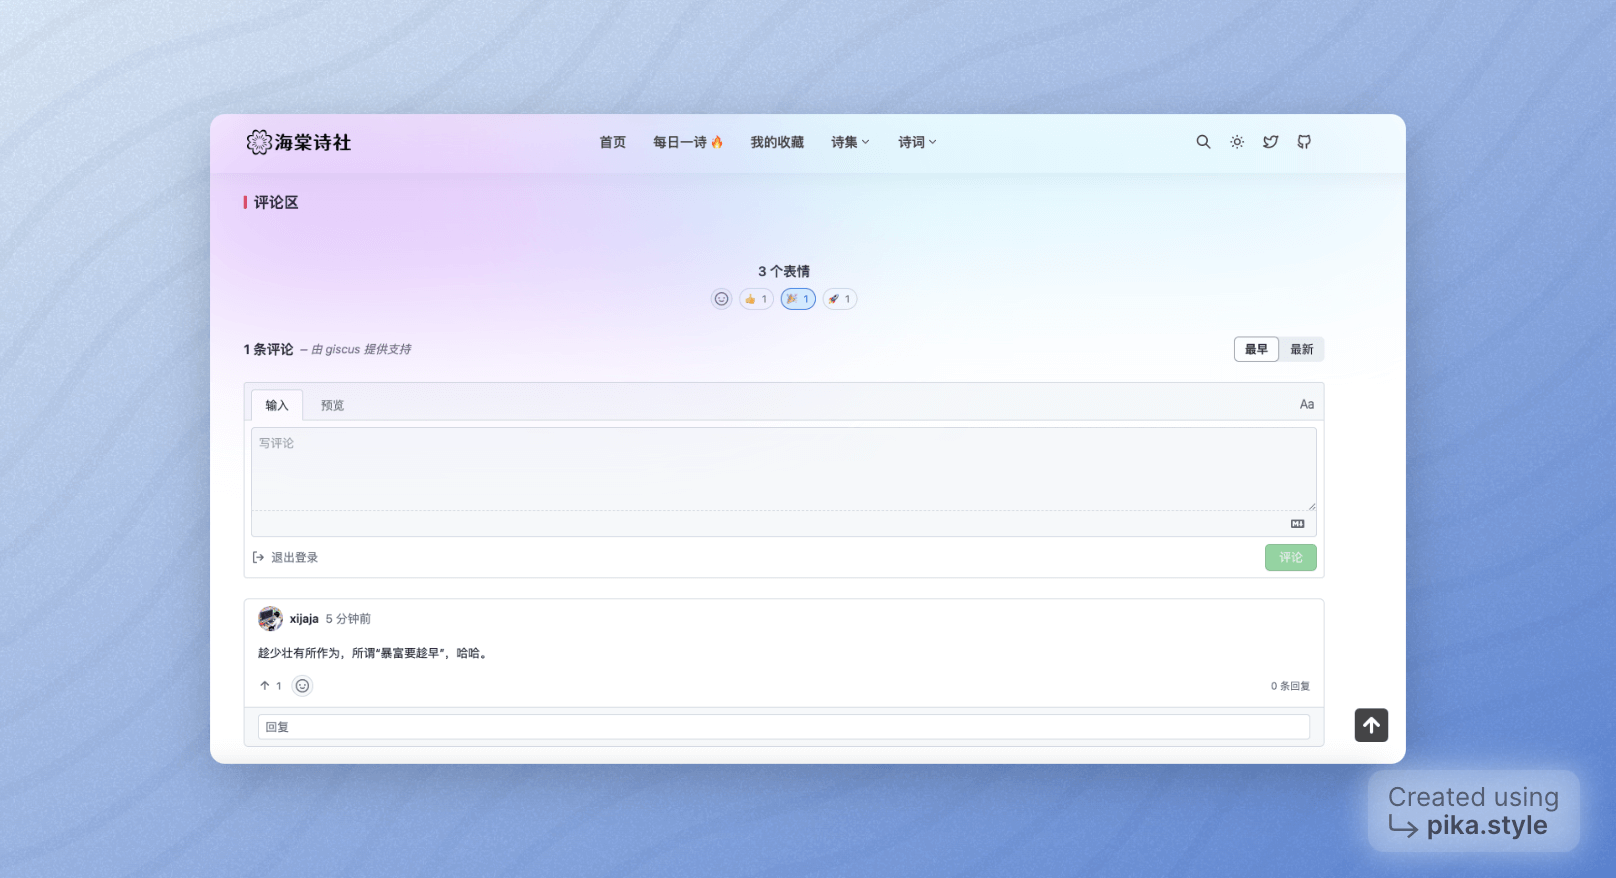 海棠诗社
首页 每日一诗🔥 我的收藏 诗集 诗词
评论区
3 个表情
👍 1 🎉 1 🚀 1
1 条评论 – 由 giscus 提供支持
最早 最新
输入 预览 Aa
写评论
M↓
退出登录 评论
xijaja 5 分钟前
趁少壮有所作为，所谓“暴富要趁早”，哈哈。
↑ 1 0 条回复
回复
Created using
pika.style